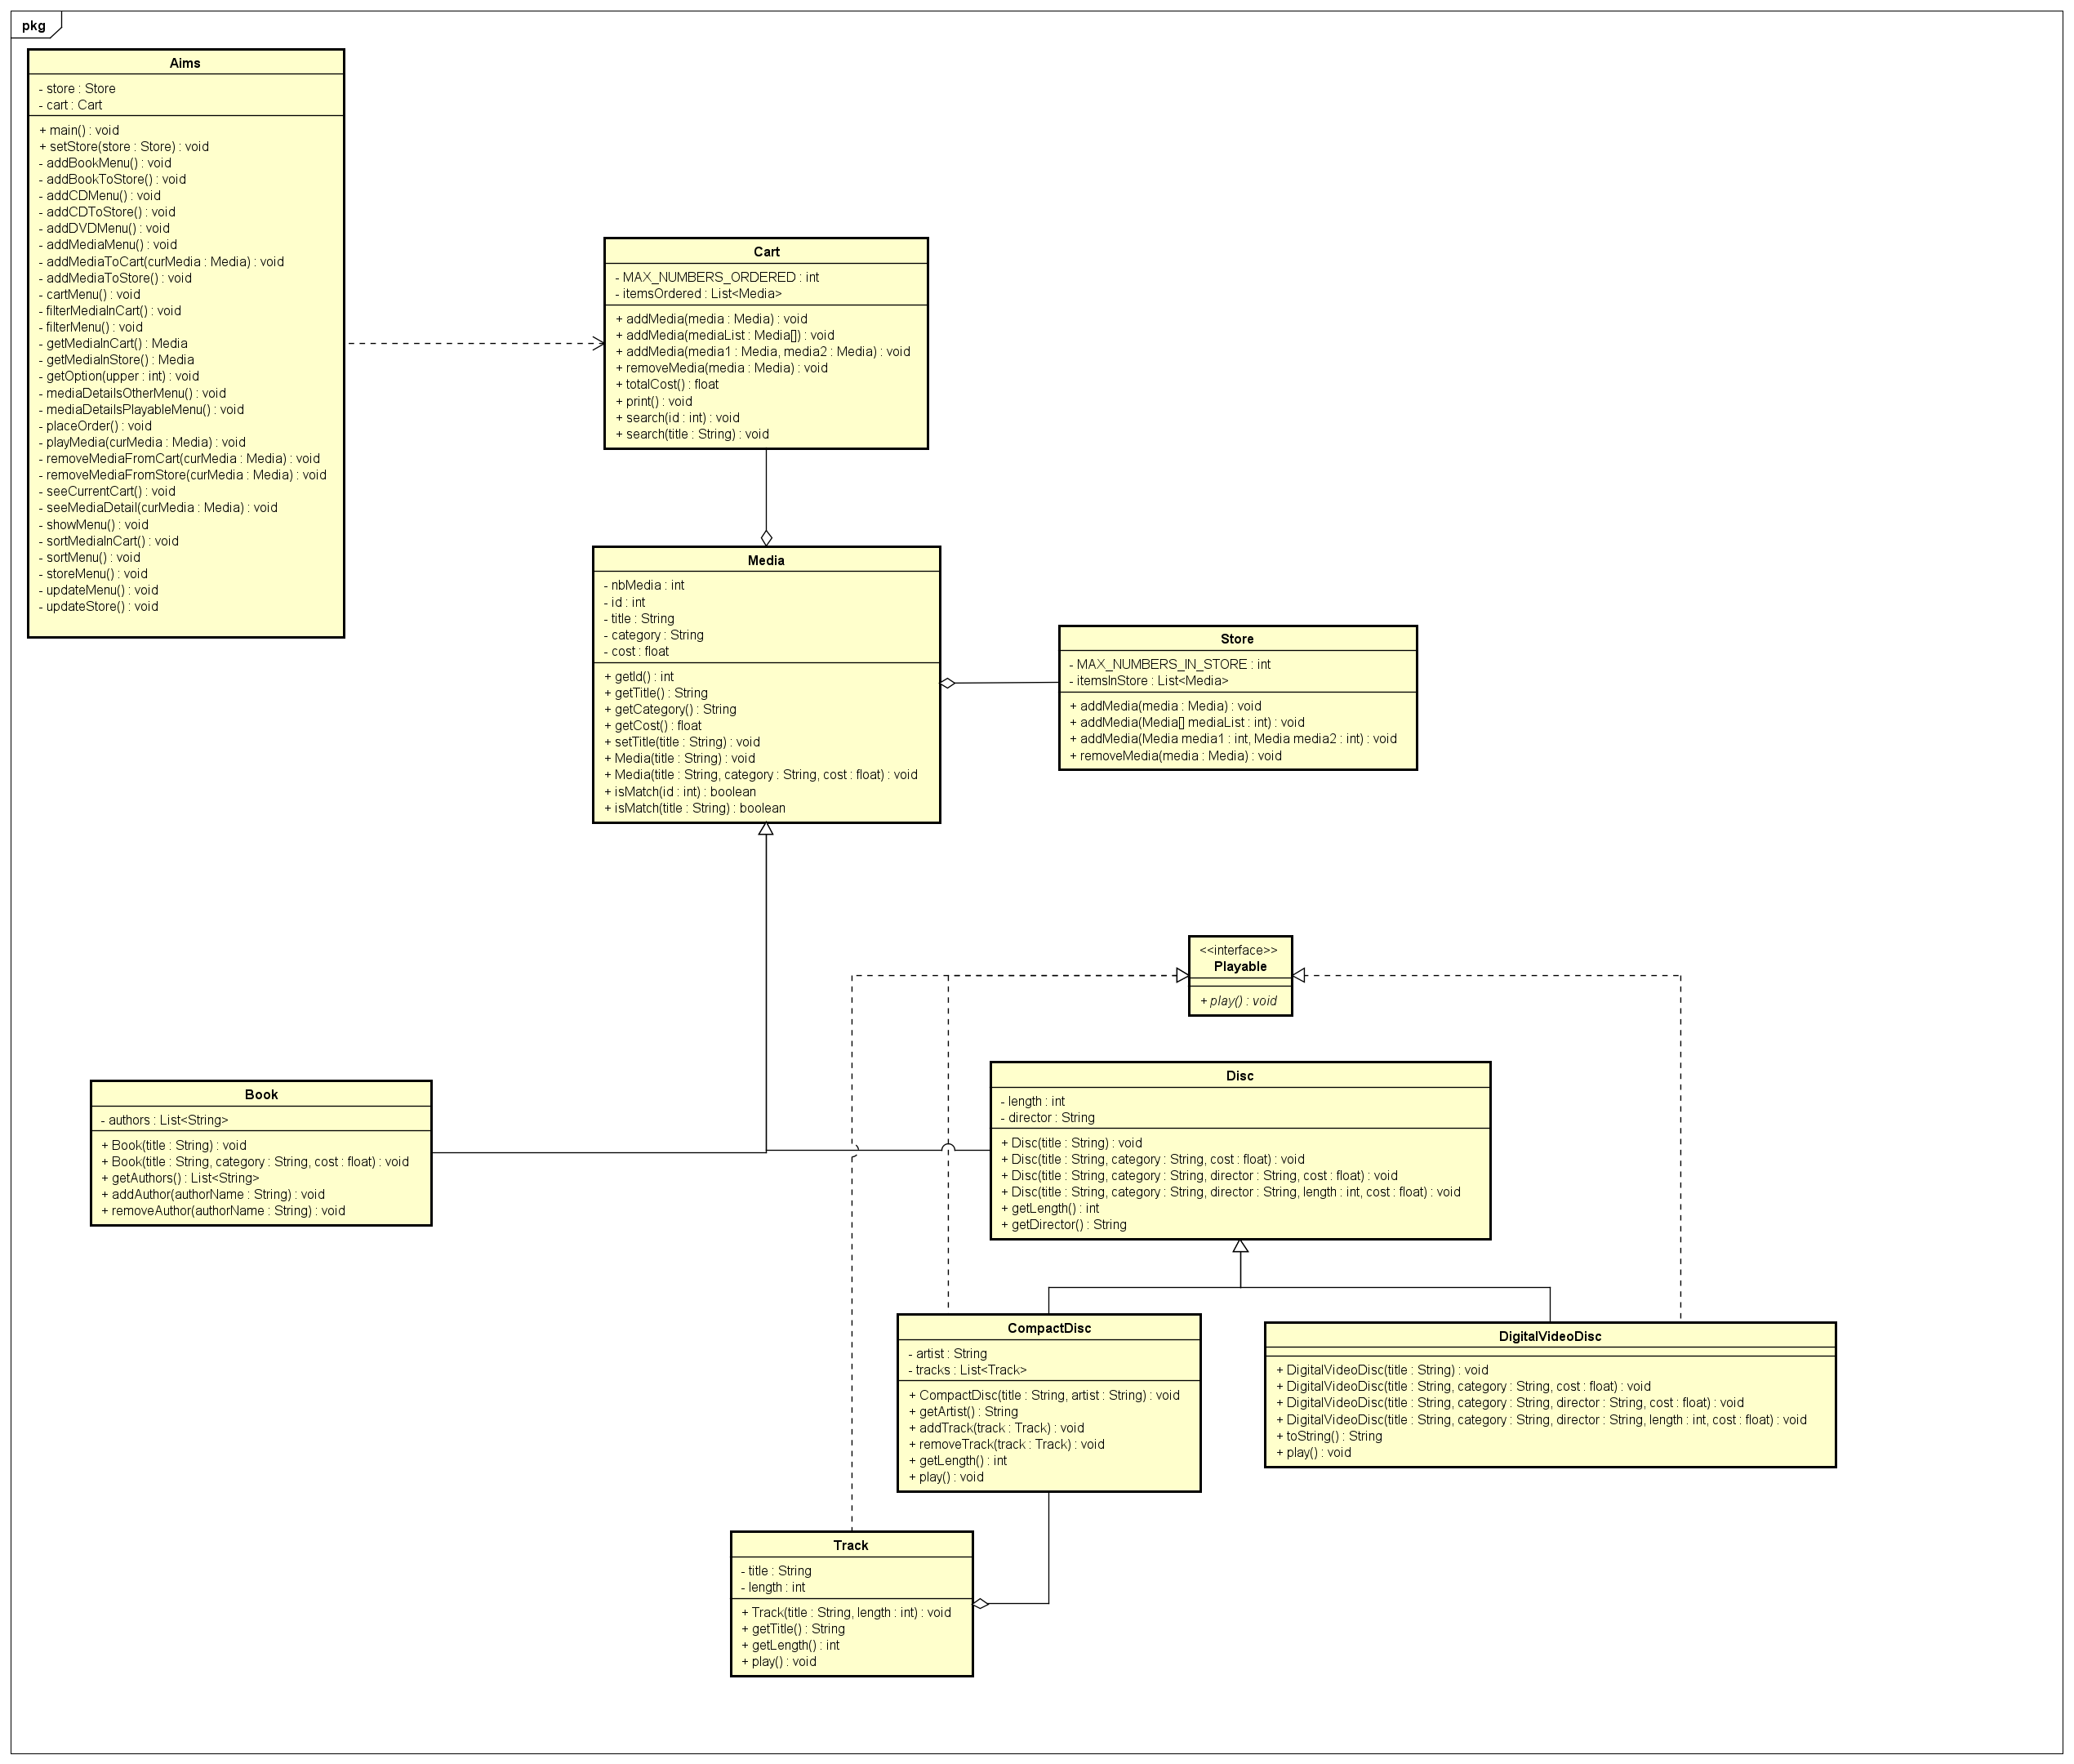 pkg
Aims
- store : Store
- cart : Cart
+ main() : void
+ setStore(store : Store) : void
- addBookMenu() : void
- addBookToStore() : void
- addCDMenu() : void
- addCDToStore() : void
- addDVDMenu() : void
- addMediaMenu() : void
- addMediaToCart(curMedia : Media) : void
- addMediaToStore() : void
- cartMenu() : void
- filterMediaInCart() : void
- filterMenu() : void
- getMediaInCart() : Media
- getMediaInStore() : Media
- getOption(upper : int) : void
- mediaDetailsOtherMenu() : void
- mediaDetailsPlayableMenu() : void
- placeOrder() : void
- playMedia(curMedia : Media) : void
- removeMediaFromCart(curMedia : Media) : void
- removeMediaFromStore(curMedia : Media) : void
- seeCurrentCart() : void
- seeMediaDetail(curMedia : Media) : void
- showMenu() : void
- sortMediaInCart() : void
- sortMenu() : void
- storeMenu() : void
- updateMenu() : void
- updateStore() : void
Cart
- MAX_NUMBERS_ORDERED : int
- itemsOrdered : List<Media>
+ addMedia(media : Media) : void
+ addMedia(mediaList : Media[]) : void
+ addMedia(media1 : Media, media2 : Media) : void
+ removeMedia(media : Media) : void
+ totalCost() : float
+ print() : void
+ search(id : int) : void
+ search(title : String) : void
Media
- nbMedia : int
- id : int
- title : String
- category : String
- cost : float
+ getId() : int
+ getTitle() : String
+ getCategory() : String
+ getCost() : float
+ setTitle(title : String) : void
+ Media(title : String) : void
+ Media(title : String, category : String, cost : float) : void
+ isMatch(id : int) : boolean
+ isMatch(title : String) : boolean
Store
- MAX_NUMBERS_IN_STORE : int
- itemsInStore : List<Media>
+ addMedia(media : Media) : void
+ addMedia(Media[] mediaList : int) : void
+ addMedia(Media media1 : int, Media media2 : int) : void
+ removeMedia(media : Media) : void
<<interface>>
Playable
+ play() : void
Book
- authors : List<String>
+ Book(title : String) : void
+ Book(title : String, category : String, cost : float) : void
+ getAuthors() : List<String>
+ addAuthor(authorName : String) : void
+ removeAuthor(authorName : String) : void
Disc
- length : int
- director : String
+ Disc(title : String) : void
+ Disc(title : String, category : String, cost : float) : void
+ Disc(title : String, category : String, director : String, cost : float) : void
+ Disc(title : String, category : String, director : String, length : int, cost : float) : void
+ getLength() : int
+ getDirector() : String
CompactDisc
- artist : String
- tracks : List<Track>
+ CompactDisc(title : String, artist : String) : void
+ getArtist() : String
+ addTrack(track : Track) : void
+ removeTrack(track : Track) : void
+ getLength() : int
+ play() : void
DigitalVideoDisc
+ DigitalVideoDisc(title : String) : void
+ DigitalVideoDisc(title : String, category : String, cost : float) : void
+ DigitalVideoDisc(title : String, category : String, director : String, cost : float) : void
+ DigitalVideoDisc(title : String, category : String, director : String, length : int, cost : float) : void
+ toString() : String
+ play() : void
Track
- title : String
- length : int
+ Track(title : String, length : int) : void
+ getTitle() : String
+ getLength() : int
+ play() : void